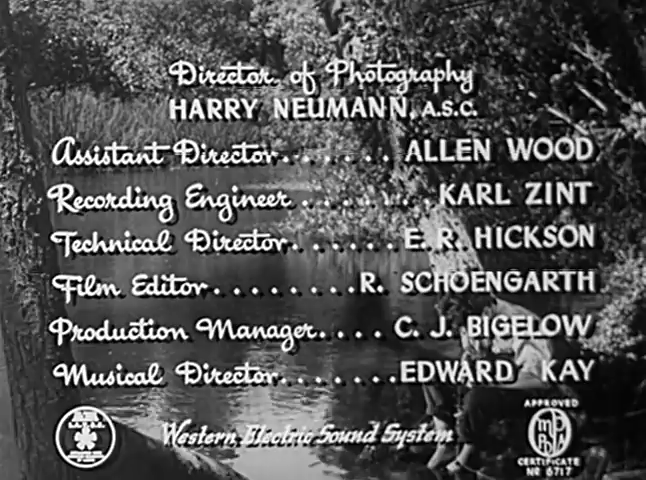 Director of Photography
HARRY NEUMANN, A.S.C.
Assistant Director....... ALLEN WOOD
Recording Engineer ........ KARL ZINT
Technical Director...... E. R. HICKSON
Film Editor........R. SCHOENGARTH
Production Manager.... C. J. BIGELOW
Musical Director.......EDWARD KAY
Western Electric Sound System
APPROVED
MPPDA
CERTIFICATE
NR 6717